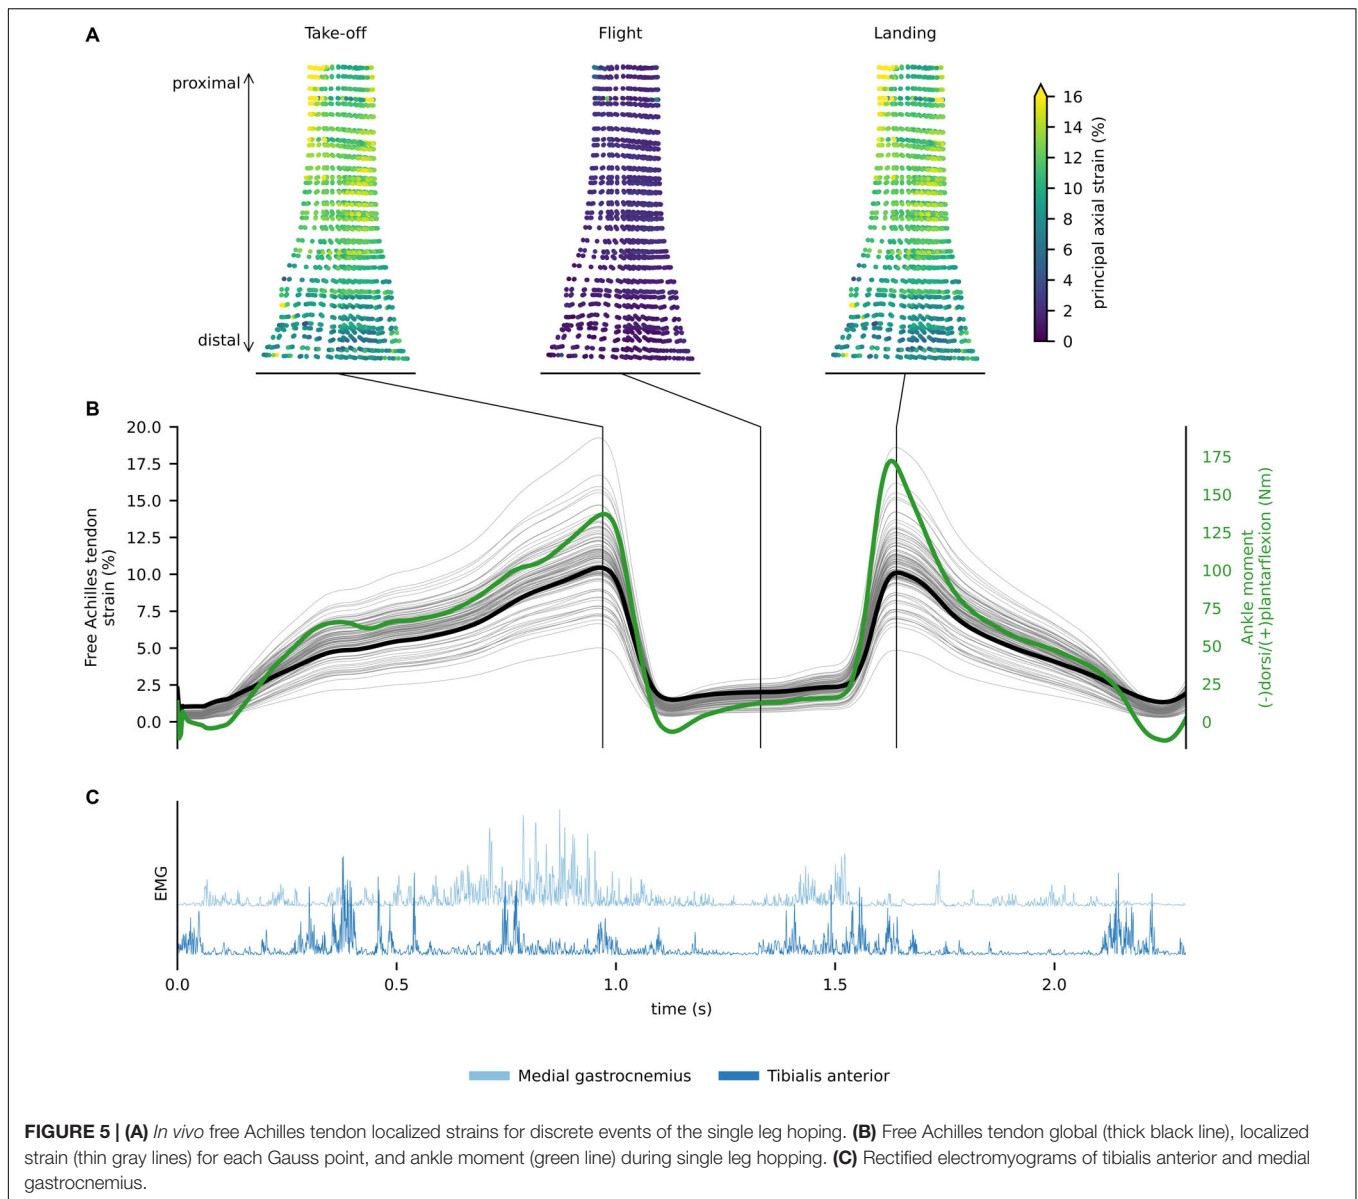 A
Take-off
Flight
Landing
proximal
distal
16
14
12
10
8
6
4
2
0
principal axial strain (%)
B
20.0
17.5
15.0
12.5
10.0
7.5
5.0
2.5
0.0
Free Achilles tendon
strain (%)
175
150
125
100
75
50
25
0
Ankle moment
(-)dorsi/(+)plantarflexion (Nm)
C
EMG
0.0
0.5
1.0
1.5
2.0
time (s)
Medial gastrocnemius
Tibialis anterior
FIGURE 5 | (A) In vivo free Achilles tendon localized strains for discrete events of the single leg hoping. (B) Free Achilles tendon global (thick black line), localized
strain (thin gray lines) for each Gauss point, and ankle moment (green line) during single leg hopping. (C) Rectified electromyograms of tibialis anterior and medial
gastrocnemius.